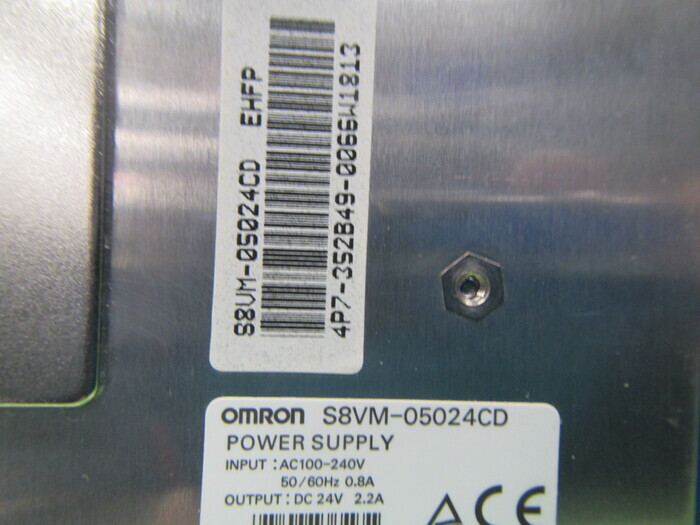 S8VM-05024CD EHFP
4P7-352B49-0066W1813
OMRON S8VM-05024CD
POWER SUPPLY
INPUT : AC100-240V
50/60Hz 0.8A
OUTPUT : DC 24V 2.2A
CE